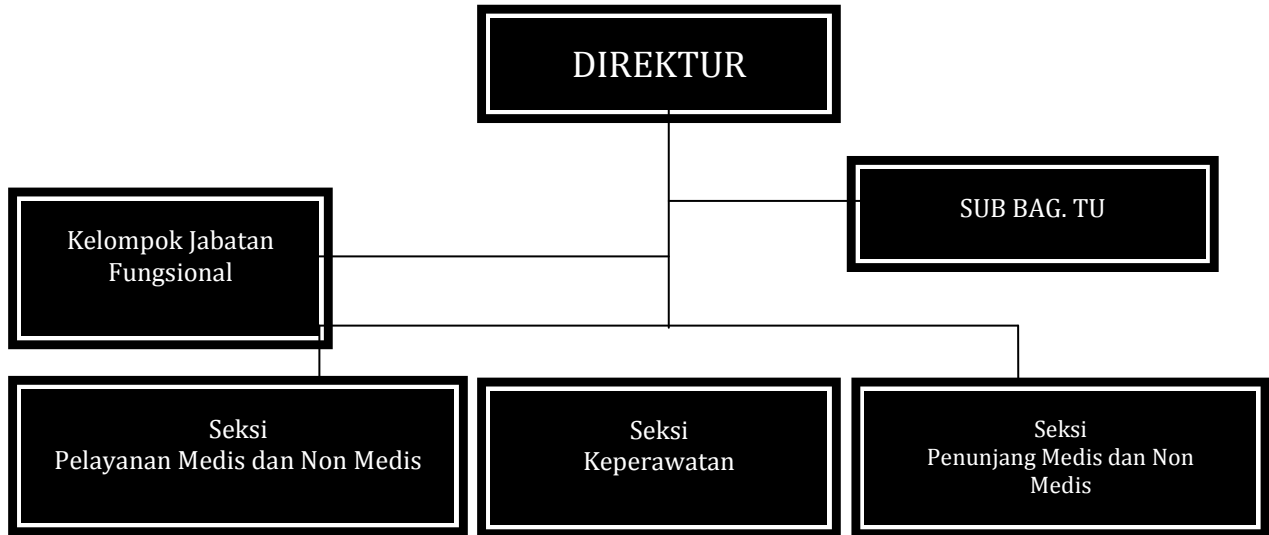 DIREKTUR
SUB BAG. TU
Kelompok Jabatan
Fungsional
Seksi
Pelayanan Medis dan Non Medis
Seksi
Keperawatan
Seksi
Penunjang Medis dan Non
Medis